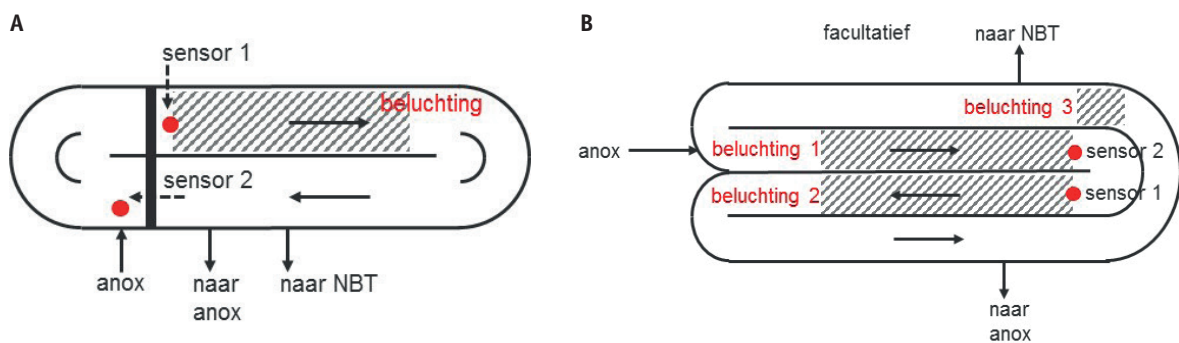 A
sensor 1
beluchting
sensor 2
anox
naar
anox
naar NBT
B
facultatief
naar NBT
beluchting 3
anox
beluchting 1
sensor 2
beluchting 2
sensor 1
naar
anox